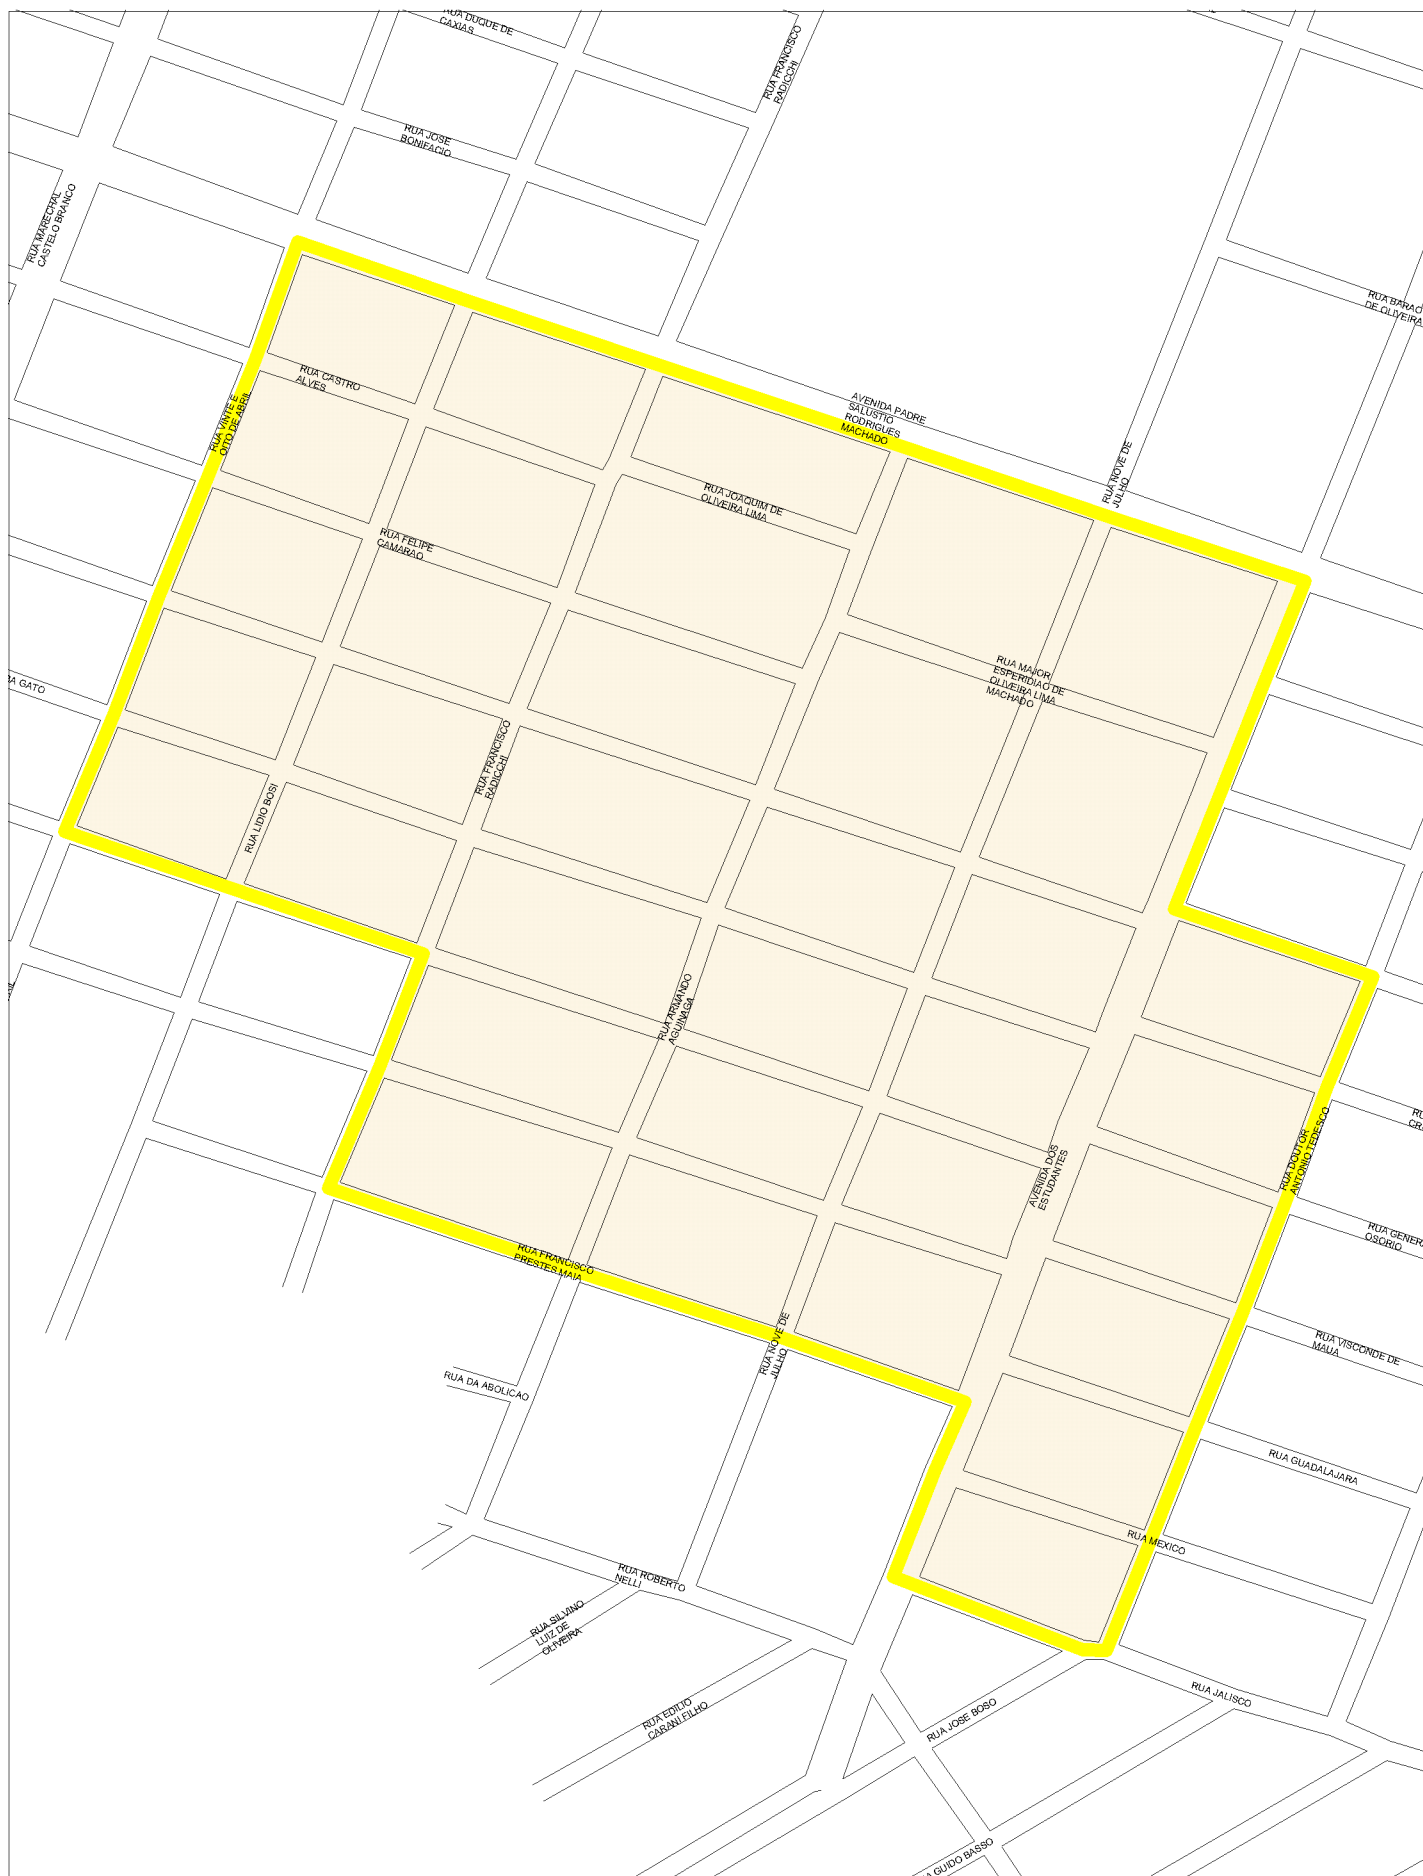 RUA DUQUE DE
CAXIAS
RUA FRANCISCO
RADICCHI
RUA JOSE
BONIFACIO
RUA MARECHAL
CASTELO BRANCO
RUA BARAO
DE OLIVEIRA
RUA CASTRO
ALVES
RUA VINTE E
OITO DE ABRIL
AVENIDA PADRE
SALUSTIO
RODRIGUES
MACHADO
RUA NOVE DE
JULHO
RUA JOAQUIM DE
OLIVEIRA LIMA
RUA FELIPE
CAMARAO
RUA MAJOR
ESPERIDIAO DE
OLIVEIRA LIMA
MACHADO
BA GATO
RUA FRANCISCO
RADICCHI
RUA LIDIO BOSI
RUA ARMANDO
AGUINAGA
RU
CR
RUA DOUTOR
ANTONIO TEDESCO
AVENIDA DOS
ESTUDANTES
RUA GENERA
OSORIO
RUA FRANCISCO
PRESTES MAIA
RUA NOVE DE
JULHO
RUA VISCONDE DE
MAUA
RUA DA ABOLICAO
RUA GUADALAJARA
RUA MEXICO
RUA ROBERTO
NELLI
RUA SILVINO
LUIZ DE
OLIVEIRA
RUA JALISCO
RUA EDILIO
CARANI FILHO
RUA JOSE BOSO
A GUIDO BASSO